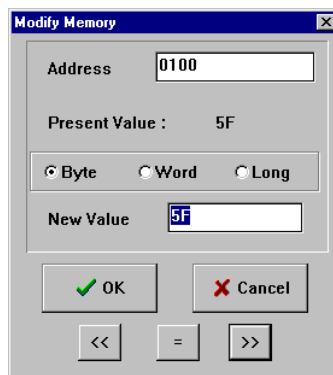 Modify Memory
Address 0100
Present Value : 5F
Byte Word Long
New Value 5F
OK Cancel
<< = >>